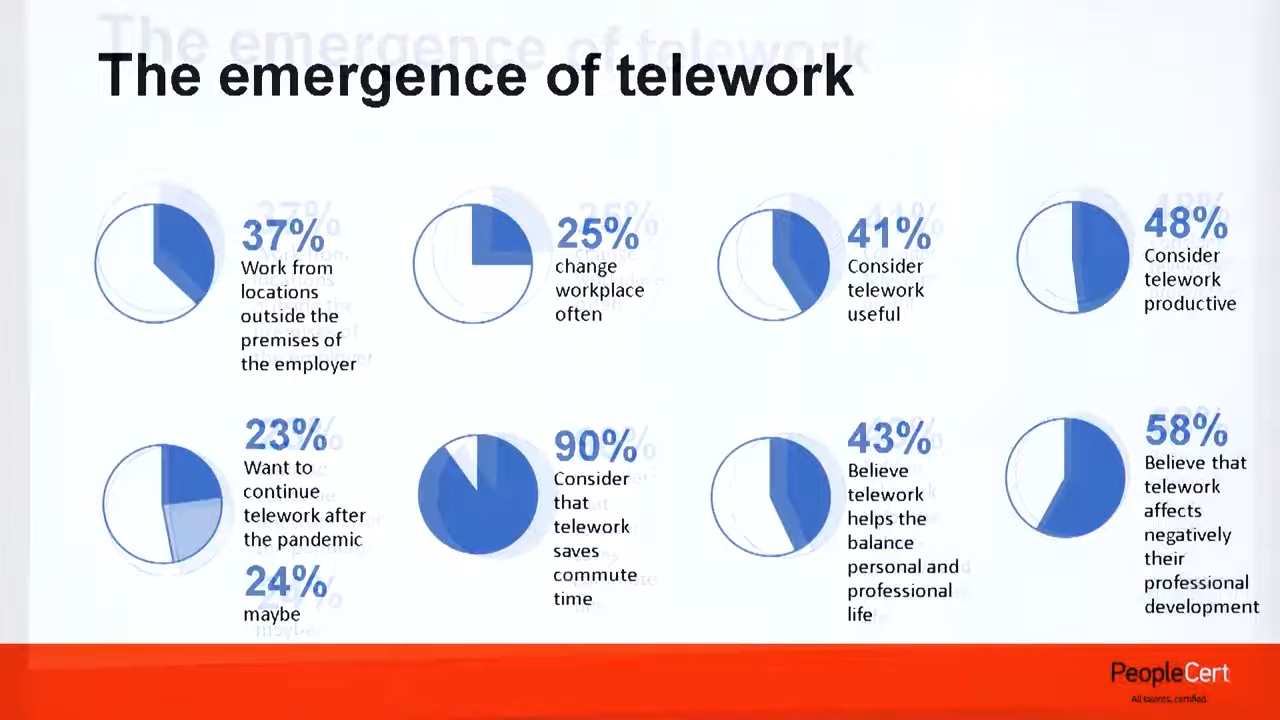 The emergence of telework
37%
Work from
locations
outside the
premises of
the employer
25%
change
workplace
often
41%
Consider
telework
useful
48%
Consider
telework
productive
23%
Want to
continue
telework after
the pandemic
24%
maybe
90%
Consider
that
telework
saves
commute
time
43%
Believe
telework
helps the
balance
personal and
professional
life
58%
Believe that
telework
affects
negatively
their
professional
development
PeopleCert
All talents, certified.